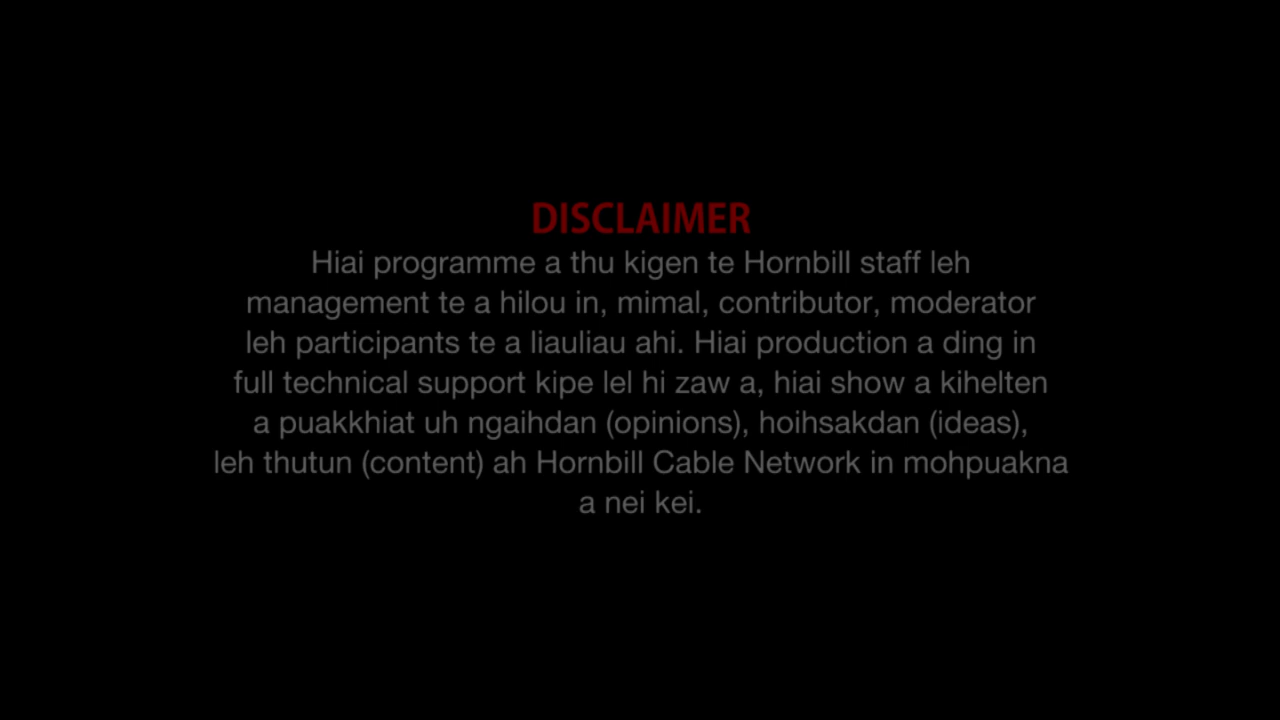 DISCLAIMER
Hiai programme a thu kigen te Hornbill staff leh
management te a hilou in, mimal, contributor, moderator
leh participants te a liauliau ahi. Hiai production a ding in
full technical support kipe lel hi zaw a, hiai show a kihelten
a puakkhiat uh ngaihdan (opinions), hoihsakdan (ideas),
leh thutun (content) ah Hornbill Cable Network in mohpuakna
a nei kei.